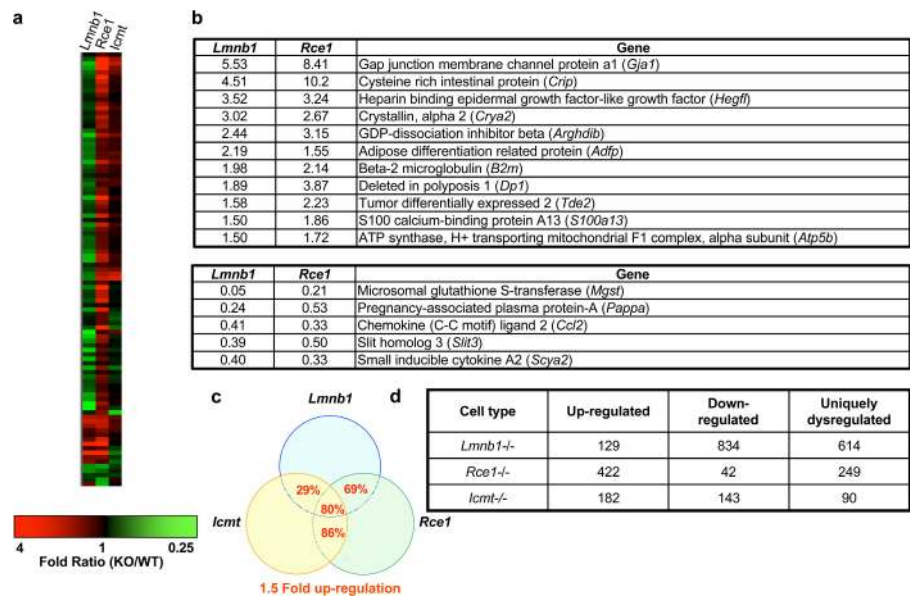 a
Lmnb1
Rce1
Icmt
4 1 0.25
Fold Ratio (KO/WT)
b
Lmnb1 Rce1 Gene
5.53 8.41 Gap junction membrane channel protein a1 (Gja1)
4.51 10.2 Cysteine rich intestinal protein (Crip)
3.52 3.24 Heparin binding epidermal growth factor-like growth factor (Hegfl)
3.02 2.67 Crystallin, alpha 2 (Crya2)
2.44 3.15 GDP-dissociation inhibitor beta (Arghdib)
2.19 1.55 Adipose differentiation related protein (Adfp)
1.98 2.14 Beta-2 microglobulin (B2m)
1.89 3.87 Deleted in polyposis 1 (Dp1)
1.58 2.23 Tumor differentially expressed 2 (Tde2)
1.50 1.86 S100 calcium-binding protein A13 (S100a13)
1.50 1.72 ATP synthase, H+ transporting mitochondrial F1 complex, alpha subunit (Atp5b)
Lmnb1 Rce1 Gene
0.05 0.21 Microsomal glutathione S-transferase (Mgst)
0.24 0.53 Pregnancy-associated plasma protein-A (Pappa)
0.41 0.33 Chemokine (C-C motif) ligand 2 (Ccl2)
0.39 0.50 Slit homolog 3 (Slit3)
0.40 0.33 Small inducible cytokine A2 (Scya2)
c
Lmnb1
29% 69%
80%
Icmt Rce1
86%
1.5 Fold up-regulation
d
Cell type Up-regulated Down-regulated Uniquely dysregulated
Lmnb1-/- 129 834 614
Rce1-/- 422 42 249
Icmt-/- 182 143 90